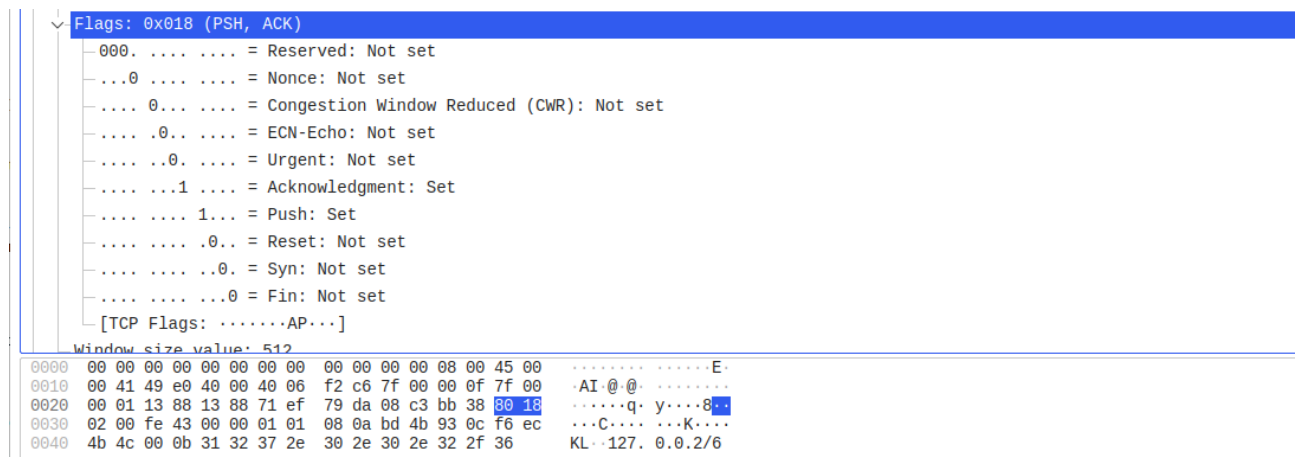 Flags: 0x018 (PSH, ACK)
000. .... .... = Reserved: Not set
...0 .... .... = Nonce: Not set
.... 0... .... = Congestion Window Reduced (CWR): Not set
.... .0.. .... = ECN-Echo: Not set
.... ..0. .... = Urgent: Not set
.... ...1 .... = Acknowledgment: Set
.... .... 1... = Push: Set
.... .... .0.. = Reset: Not set
.... .... ..0. = Syn: Not set
.... .... ...0 = Fin: Not set
[TCP Flags: ·······AP···]
Window size value: 512
0000 00 00 00 00 00 00 00 00 00 00 00 00 08 00 45 00 ········ ······E·
0010 00 41 49 e0 40 00 40 06 f2 c6 7f 00 00 0f 7f 00 ·AI·@·@· ········
0020 00 01 13 88 13 88 71 ef 79 da 08 c3 bb 38 80 18 ······q· y····8··
0030 02 00 fe 43 00 00 01 01 08 0a bd 4b 93 0c f6 ec ···C···· ···K····
0040 4b 4c 00 0b 31 32 37 2e 30 2e 30 2e 32 2f 36 KL··127. 0.0.2/6